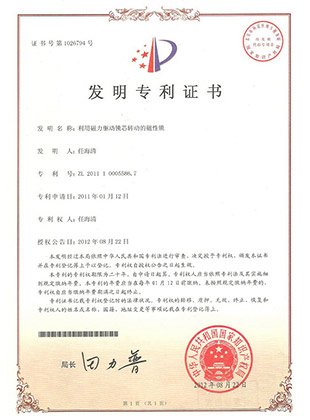 证书号第1026794号
发明专利证书
发明名称：利用磁力驱动锁芯转动的磁性锁
发明人：任海清
专利号：ZL 2011 1 0005566.7
专利申请日：2011年01月12日
专利权人：任海清
授权公告日：2012年08月22日
本发明经过本局依照中华人民共和国专利法进行审查，决定授予专利权，颁发本证书
并在专利登记簿上予以登记。专利权自授权公告之日起生效。
本专利的专利权期限为二十年，自申请日起算。专利权人应当依照专利法及其实施细
则规定缴纳年费。本专利的年费应当在每年01月12日前缴纳。未按照规定缴纳年费的，
专利权自应当缴纳年费期满之日起终止。
专利证书记载专利权登记时的法律状况。专利权的转移、质押、无效、终止、恢复和
专利权人的姓名或名称、国籍、地址变更等事项记载在专利登记簿上。
局长 田力普
中华人民共和国国家知识产权局
2012年08月22日
第1页（共1页）